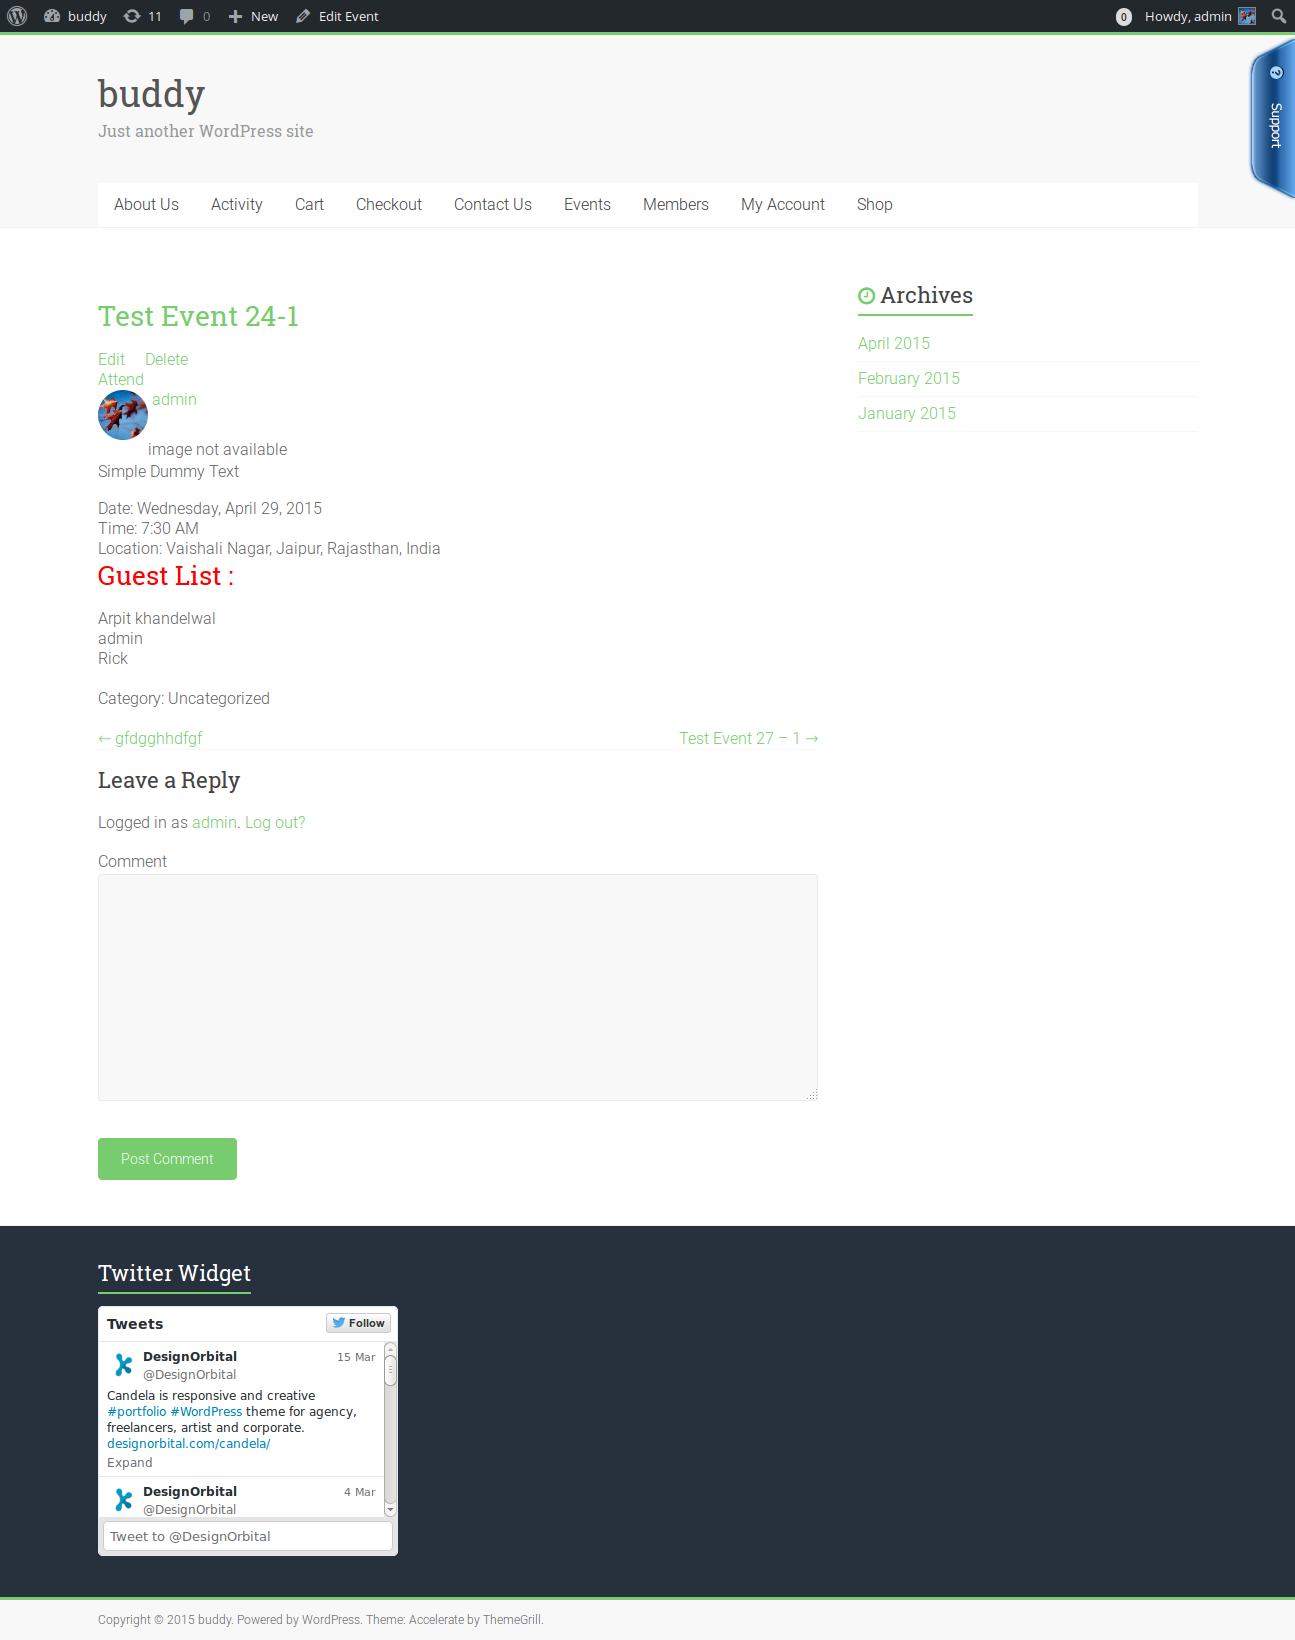 buddy 11 0 New Edit Event 0 Howdy, admin
buddy
Just another WordPress site
? Support
About Us Activity Cart Checkout Contact Us Events Members My Account Shop
Test Event 24-1
Edit Delete
Attend
admin
image not available
Simple Dummy Text
Date: Wednesday, April 29, 2015
Time: 7:30 AM
Location: Vaishali Nagar, Jaipur, Rajasthan, India
Guest List :
Arpit khandelwal
admin
Rick
Category: Uncategorized
← gfdgghhdfgf Test Event 27 – 1 →
Archives
April 2015
February 2015
January 2015
Leave a Reply
Logged in as admin. Log out?
Comment
Post Comment
Twitter Widget
Tweets Follow
DesignOrbital 15 Mar
@DesignOrbital
Candela is responsive and creative
#portfolio #WordPress theme for agency,
freelancers, artist and corporate.
designorbital.com/candela/
Expand
DesignOrbital 4 Mar
@DesignOrbital
Tweet to @DesignOrbital
Copyright © 2015 buddy. Powered by WordPress. Theme: Accelerate by ThemeGrill.